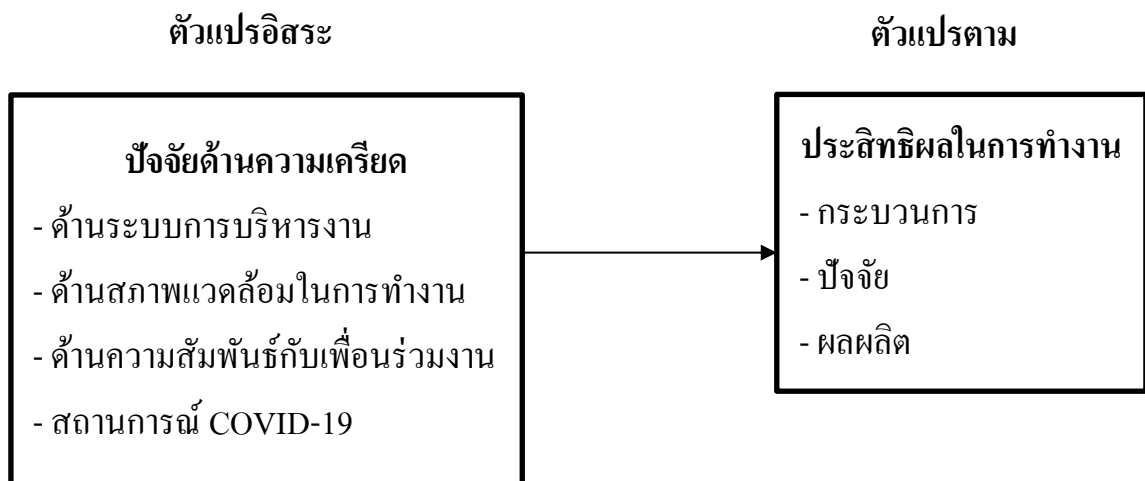 ตัวแปรอิสระ
ตัวแปรตาม
ปัจจัยด้านความเครียด
- ด้านระบบการบริหารงาน
- ด้านสภาพแวดล้อมในการทำงาน
- ด้านความสัมพันธ์กับเพื่อนร่วมงาน
- สถานการณ์ COVID-19
ประสิทธิผลในการทำงาน
- กระบวนการ
- ปัจจัย
- ผลผลิต